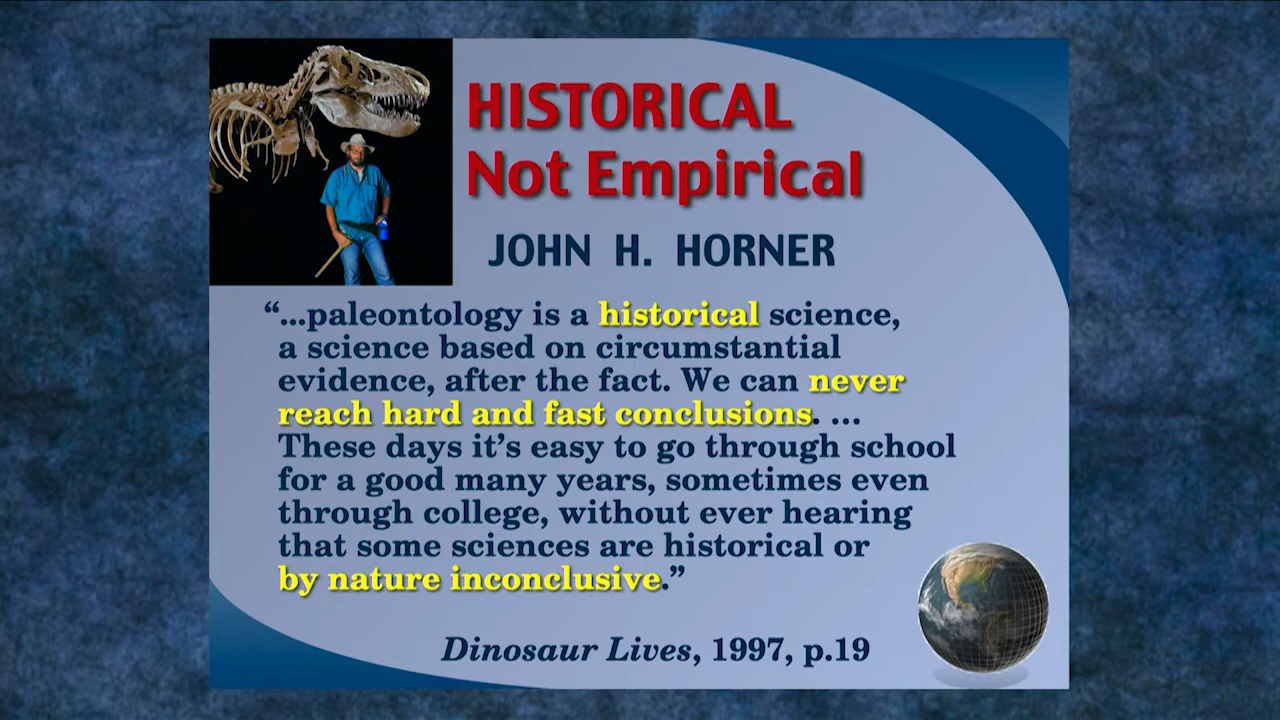 HISTORICAL
Not Empirical
JOHN H. HORNER
“...paleontology is a historical science,
a science based on circumstantial
evidence, after the fact. We can never
reach hard and fast conclusions. ...
These days it’s easy to go through school
for a good many years, sometimes even
through college, without ever hearing
that some sciences are historical or
by nature inconclusive.”
Dinosaur Lives, 1997, p.19